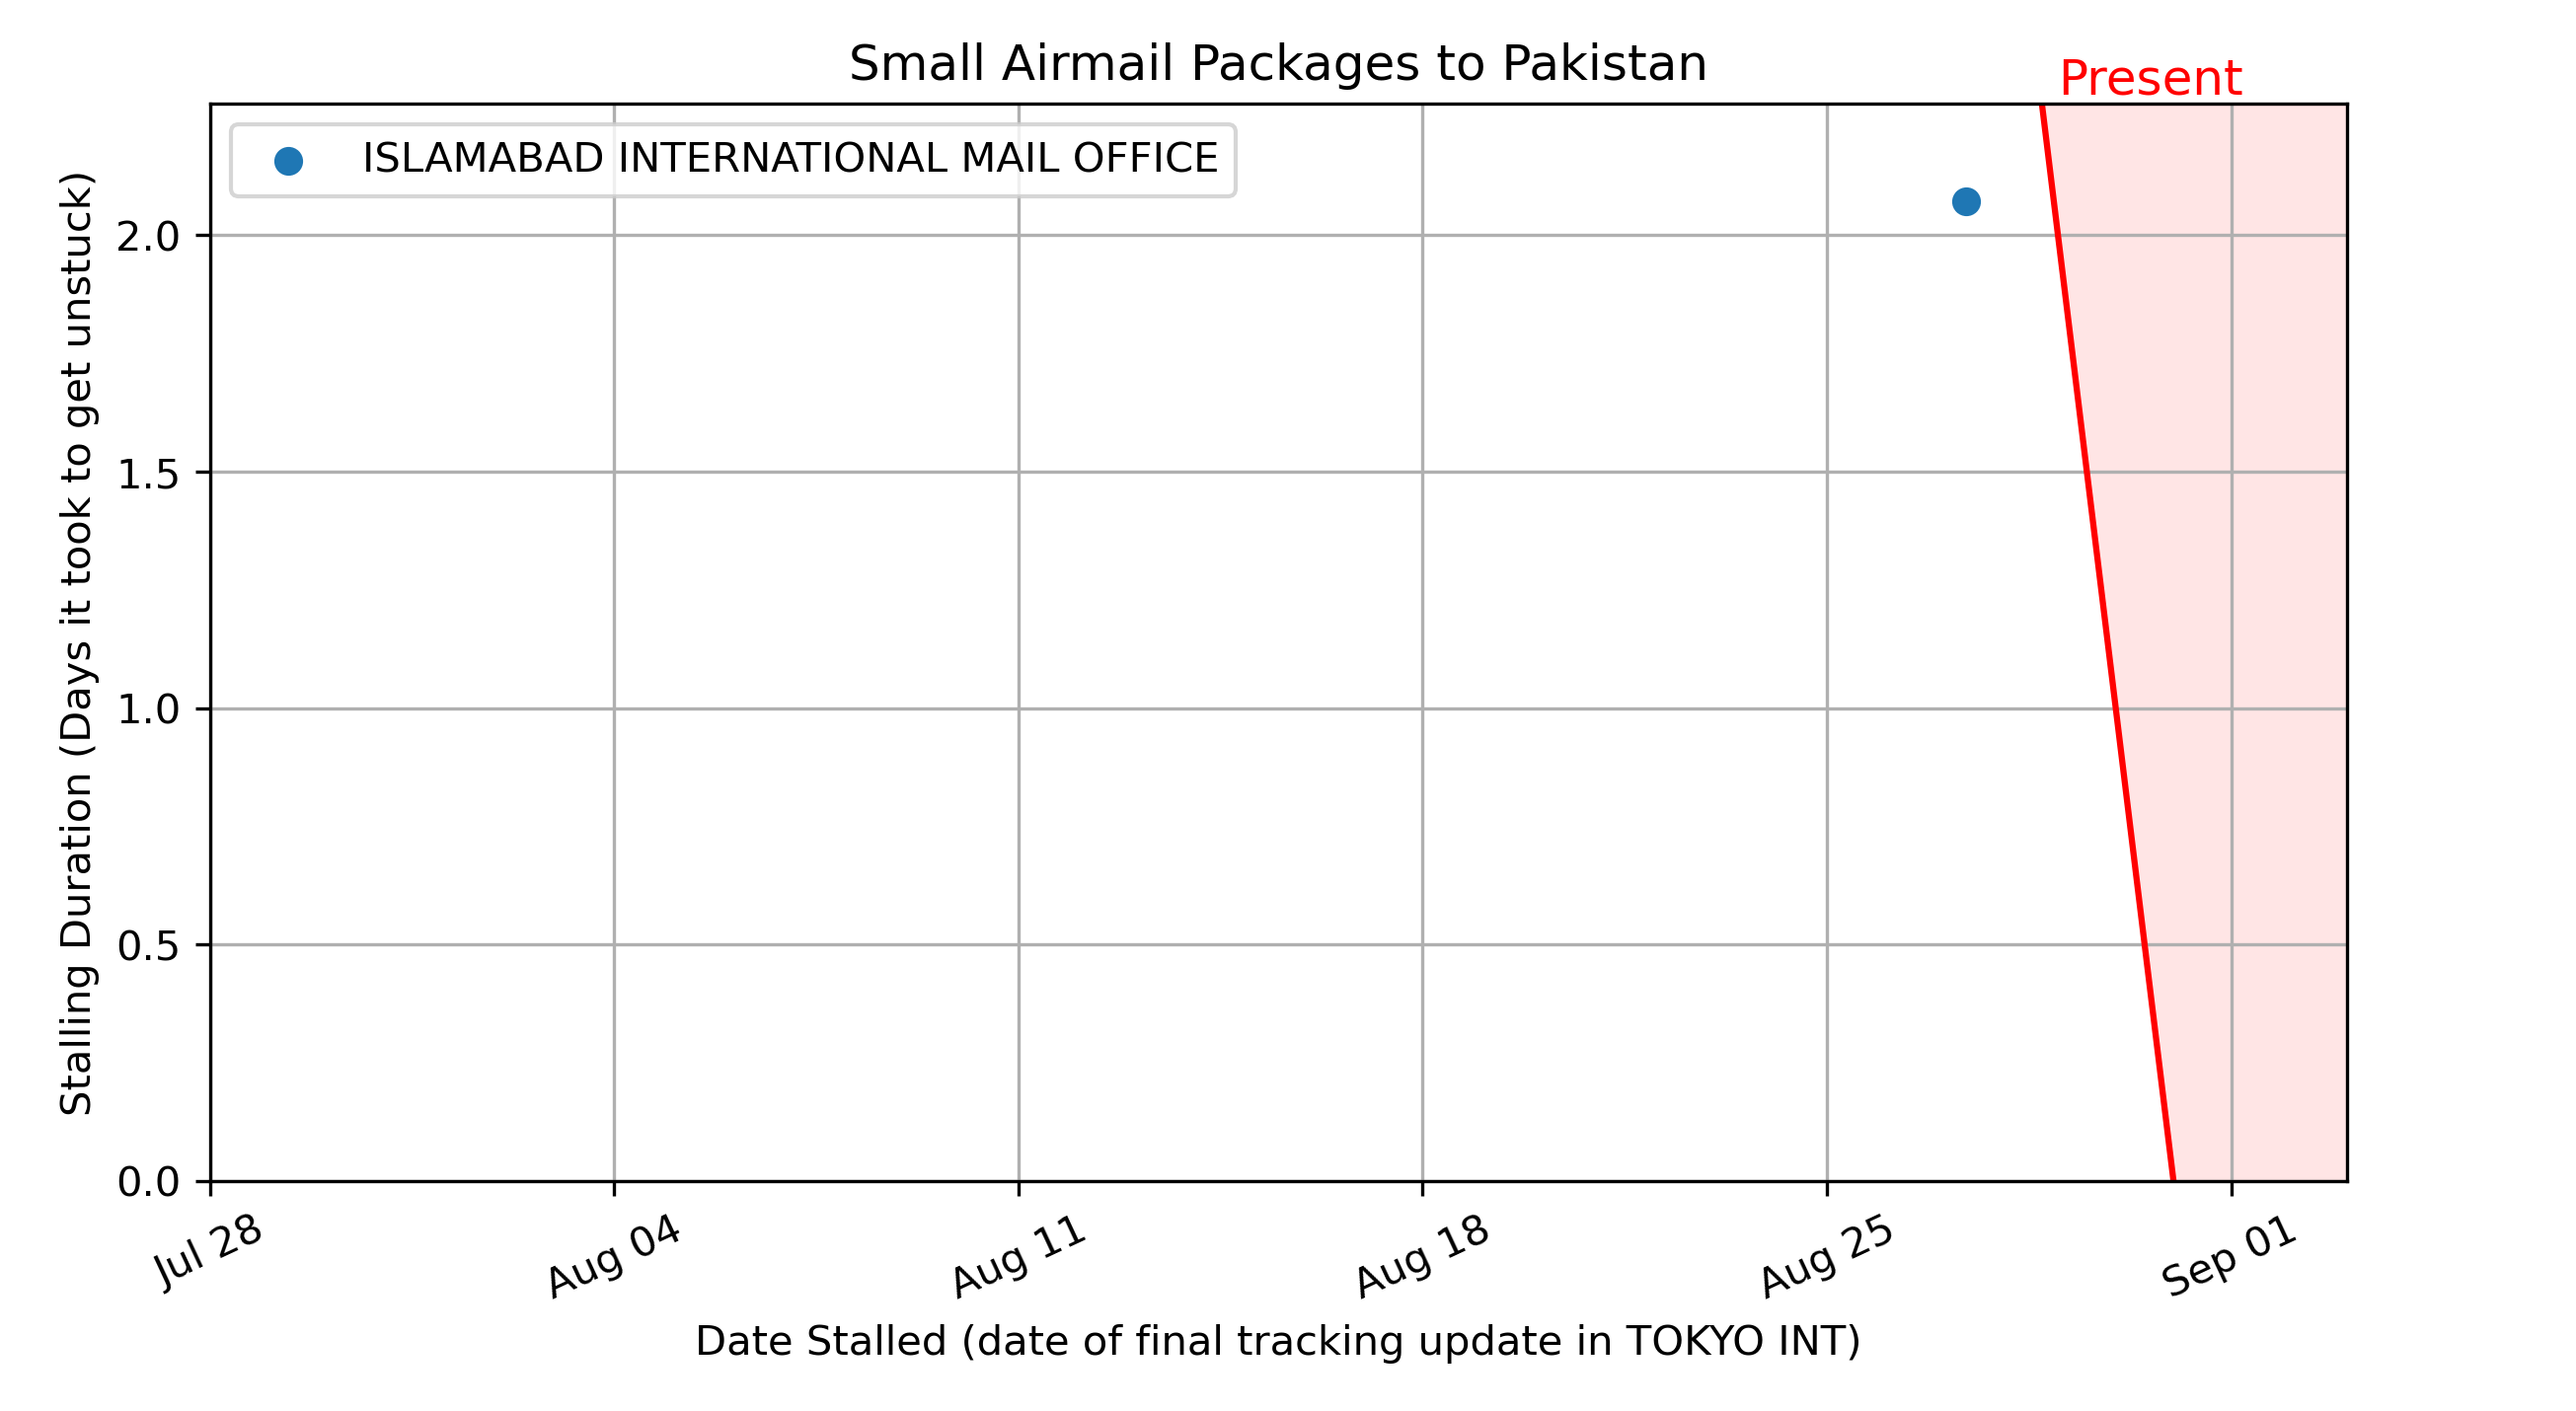 Small Airmail Packages to Pakistan
Present
ISLAMABAD INTERNATIONAL MAIL OFFICE
Stalling Duration (Days it took to get unstuck)
2.0
1.5
1.0
0.5
0.0
Jul 28
Aug 04
Aug 11
Aug 18
Aug 25
Sep 01
Date Stalled (date of final tracking update in TOKYO INT)